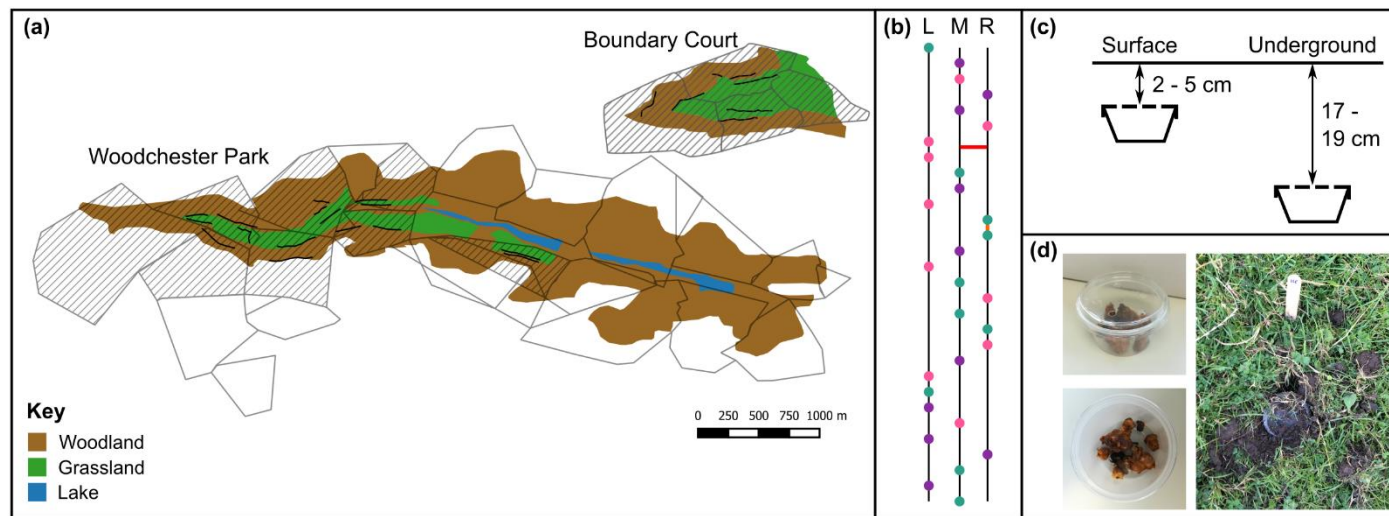 (a)
Boundary Court
Woodchester Park
Key
Woodland
Grassland
Lake
0 250 500 750 1000 m
(b)
L M R
(c)
Surface
Underground
2 - 5 cm
17 -
19 cm
(d)